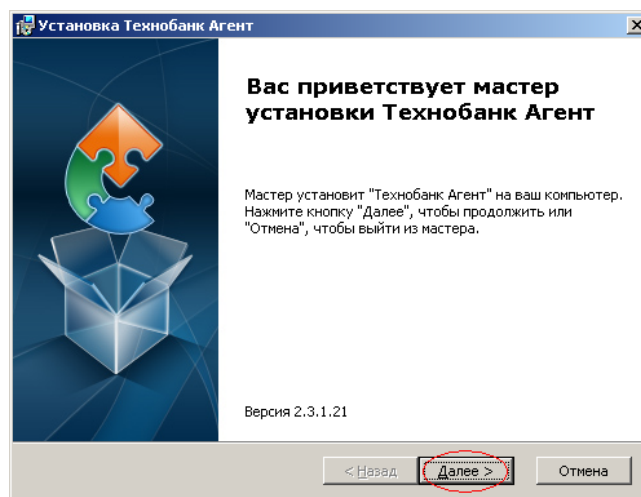 Установка Технобанк Агент
Вас приветствует мастер
установки Технобанк Агент
Мастер установит "Технобанк Агент" на ваш компьютер.
Нажмите кнопку "Далее", чтобы продолжить или
"Отмена", чтобы выйти из мастера.
Версия 2.3.1.21
< Назад Далее > Отмена